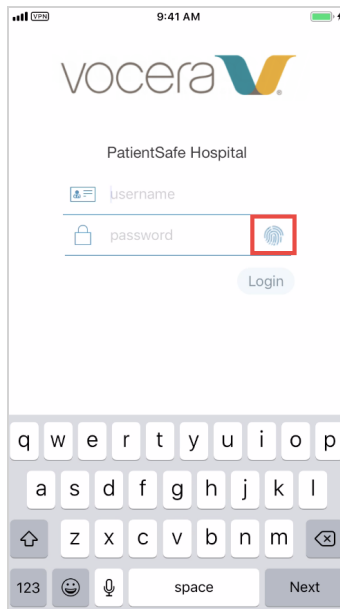 VPN 9:41 AM
vocera
PatientSafe Hospital
username
password
Login
q w e r t y u i o p
a s d f g h j k l
z x c v b n m
123 space Next